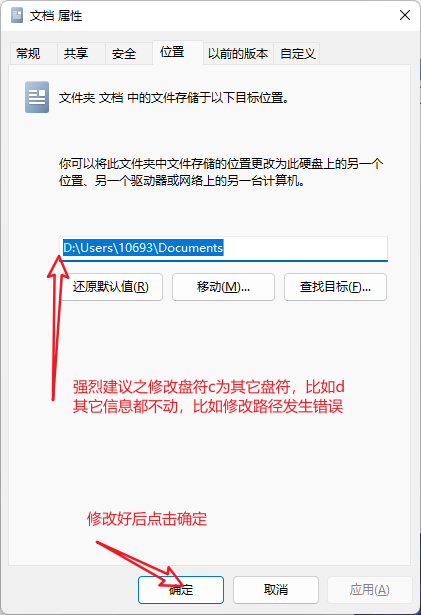 文档 属性
常规 共享 安全 位置 以前的版本 自定义
文件夹 文档 中的文件存储于以下目标位置。
你可以将此文件夹中文件存储的位置更改为此硬盘上的另一个
位置、另一个驱动器或网络上的另一台计算机。
D:\Users\10693\Documents
还原默认值(R) 移动(M)... 查找目标(F)...
强烈建议之修改盘符c为其它盘符，比如d
其它信息都不动，比如修改路径发生错误
修改好后点击确定
确定 取消 应用(A)